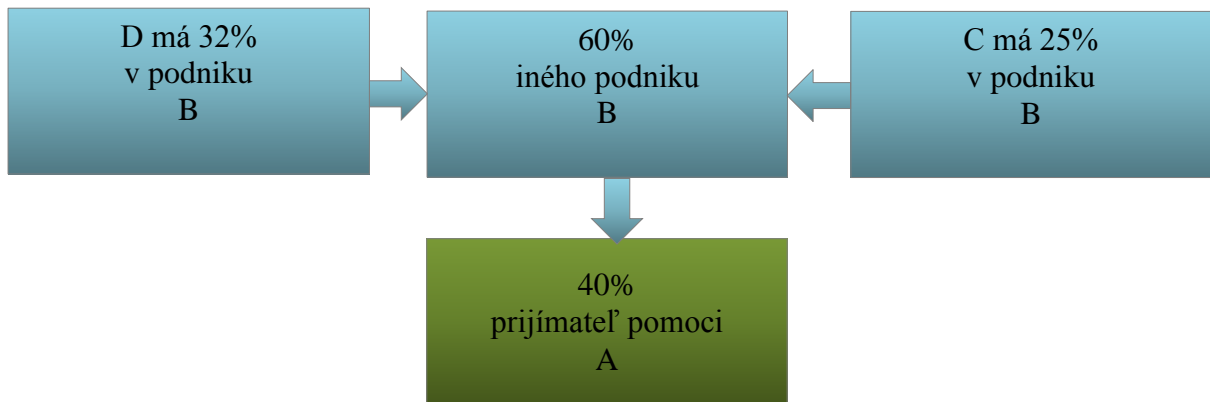 D má 32%
v podniku
B
60%
iného podniku
B
C má 25%
v podniku
B
40%
prijímateľ pomoci
A